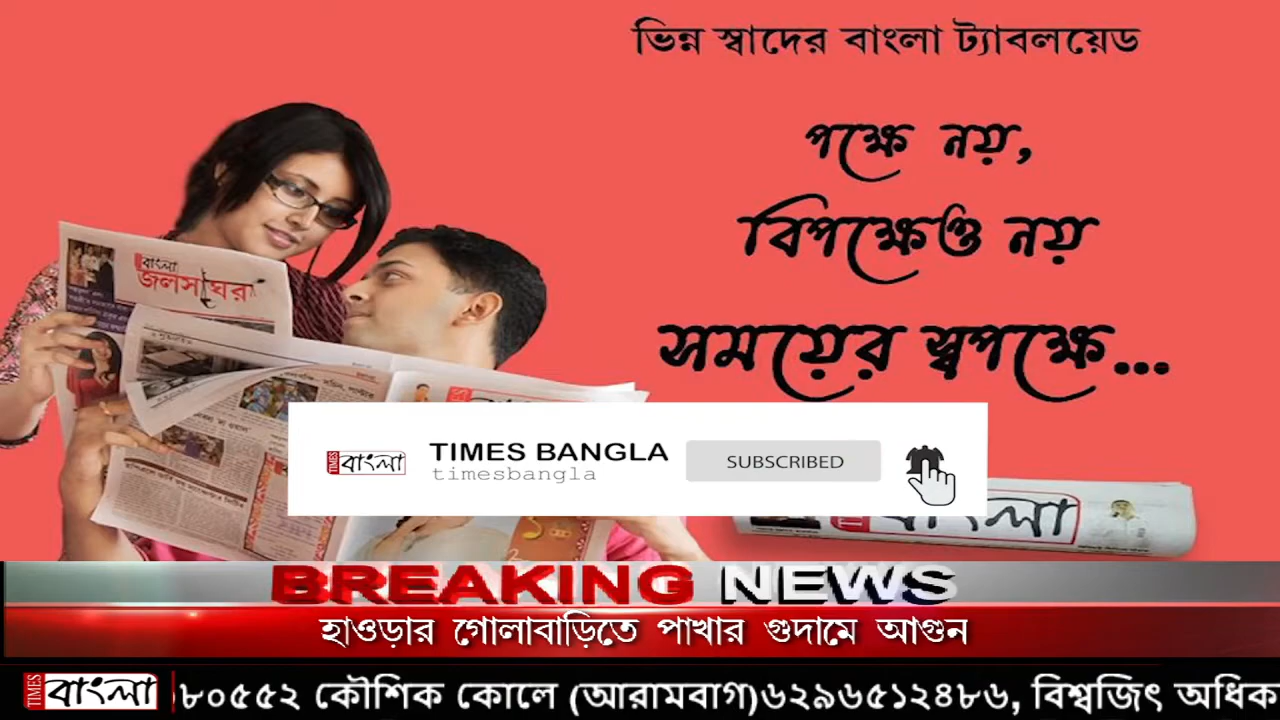 ভিন্ন স্বাদের বাংলা ট্যাবলয়েড
পক্ষে নয়,
বিপক্ষেও নয়
সময়ের স্বপক্ষে...
বাংলা
জলসাঘর
TIMES
বাংলা
TIMES BANGLA
timesbangla
SUBSCRIBED
বাংলা
BREAKING NEWS
হাওড়ার গোলাবাড়িতে পাখার গুদামে আগুন
TIMES
বাংলা
৮০৫৫২ কৌশিক কোলে (আরামবাগ)৬২৯৬৫১২৪৮৬, বিশ্বজিৎ অধিক